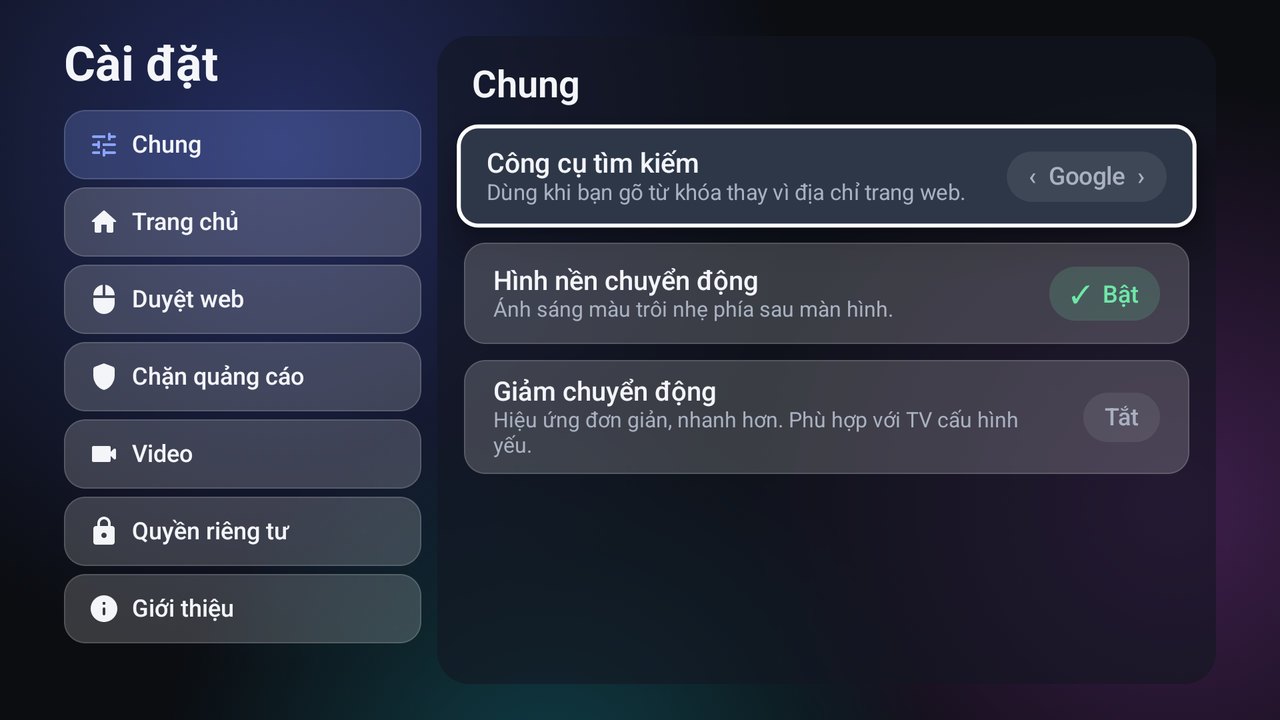 Cài đặt
Chung
Trang chủ
Duyệt web
Chặn quảng cáo
Video
Quyền riêng tư
Giới thiệu
Chung
Công cụ tìm kiếm
Dùng khi bạn gõ từ khóa thay vì địa chỉ trang web.
‹ Google ›
Hình nền chuyển động
Ánh sáng màu trôi nhẹ phía sau màn hình.
✓ Bật
Giảm chuyển động
Hiệu ứng đơn giản, nhanh hơn. Phù hợp với TV cấu hình
yếu.
Tắt